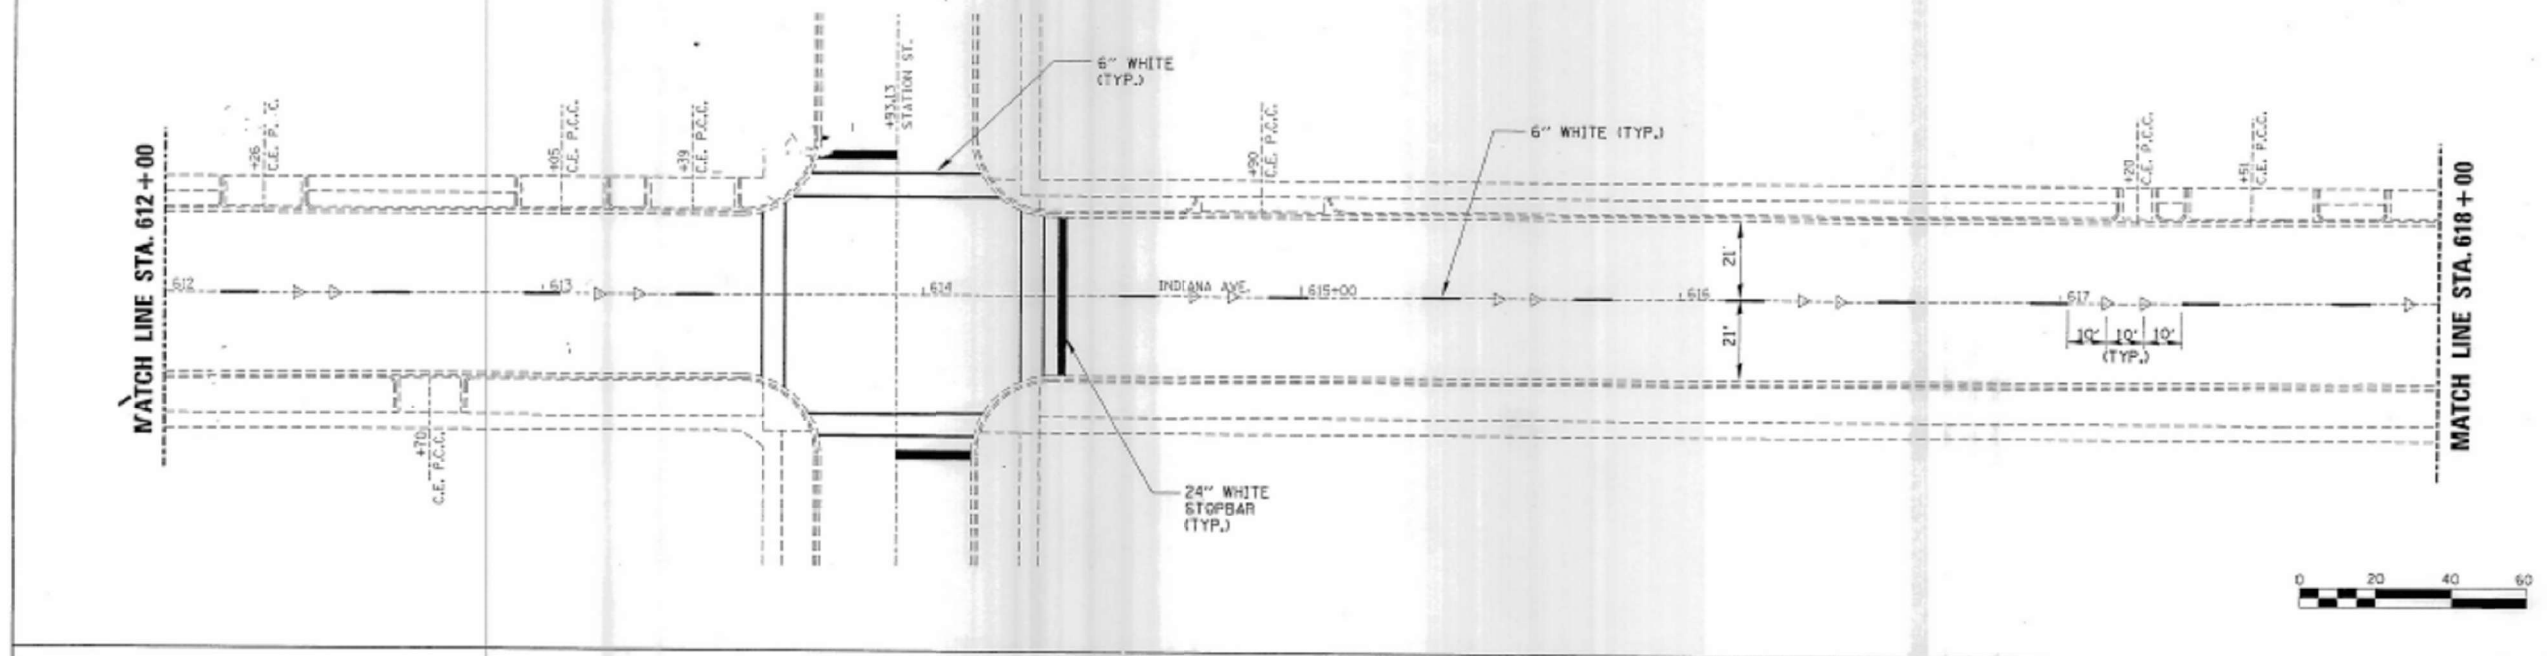 MATCH LINE STA. 612 + 00
+26
C.E. P. .C.
+05
C.E. P.C.C.
+39
C.E. P.C.C.
+93.13
STATION ST.
6" WHITE
(TYP.)
+90
C.E. P.C.C.
6" WHITE (TYP.)
+20
C.E. P.C.C.
+51
C.E. P.C.C.
MATCH LINE STA. 618 + 00
612
613
614
INDIANA AVE.
615+00
616
617
21'
21'
10' 10' 10'
(TYP.)
+70
C.E. P.C.C.
24" WHITE
STOPBAR
(TYP.)
0 20 40 60